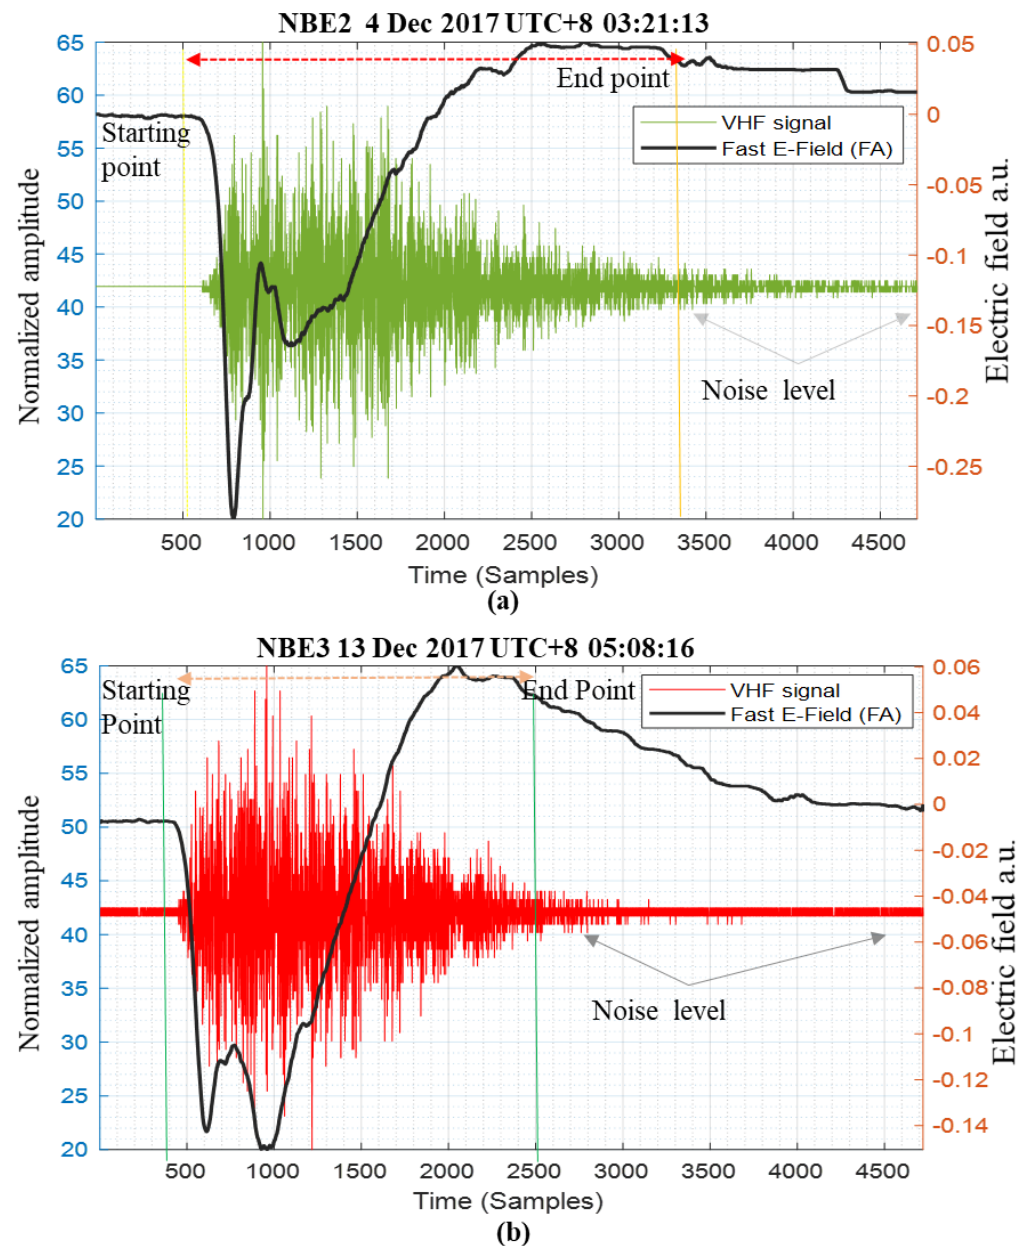 NBE2 4 Dec 2017 UTC+8 03:21:13
65
60
55
50
45
40
35
30
25
20
Normalized amplitude
0.05
0
-0.05
-0.1
-0.15
-0.2
-0.25
Electric field a.u.
Starting
point
End point
VHF signal
Fast E-Field (FA)
Noise level
500 1000 1500 2000 2500 3000 3500 4000 4500
Time (Samples)
(a)
NBE3 13 Dec 2017 UTC+8 05:08:16
65
60
55
50
45
40
35
30
25
20
Normalized amplitude
0.06
0.04
0.02
0
-0.02
-0.04
-0.06
-0.08
-0.1
-0.12
-0.14
Electric field a.u.
Starting
Point
End Point
VHF signal
Fast E-Field (FA)
Noise level
500 1000 1500 2000 2500 3000 3500 4000 4500
Time (Samples)
(b)